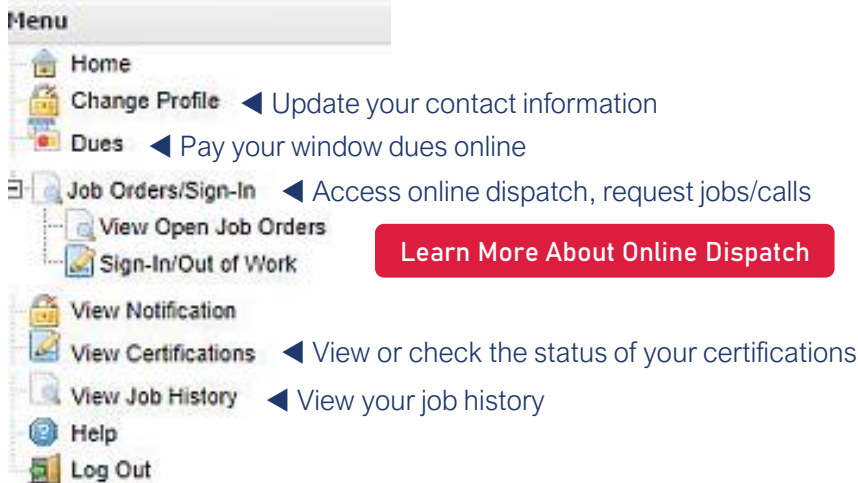 Menu
Home
Change Profile ◀ Update your contact information
Dues ◀ Pay your window dues online
Job Orders/Sign-In ◀ Access online dispatch, request jobs/calls
View Open Job Orders
Learn More About Online Dispatch
Sign-In/Out of Work
View Notification
View Certifications ◀ View or check the status of your certifications
View Job History ◀ View your job history
Help
Log Out